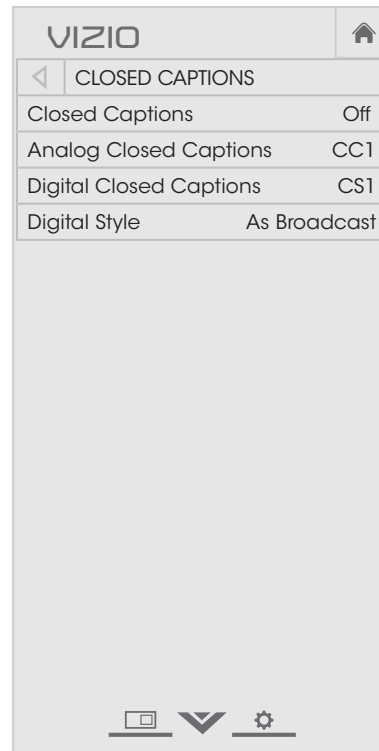 VIZIO
CLOSED CAPTIONS
Closed Captions Off
Analog Closed Captions CC1
Digital Closed Captions CS1
Digital Style As Broadcast